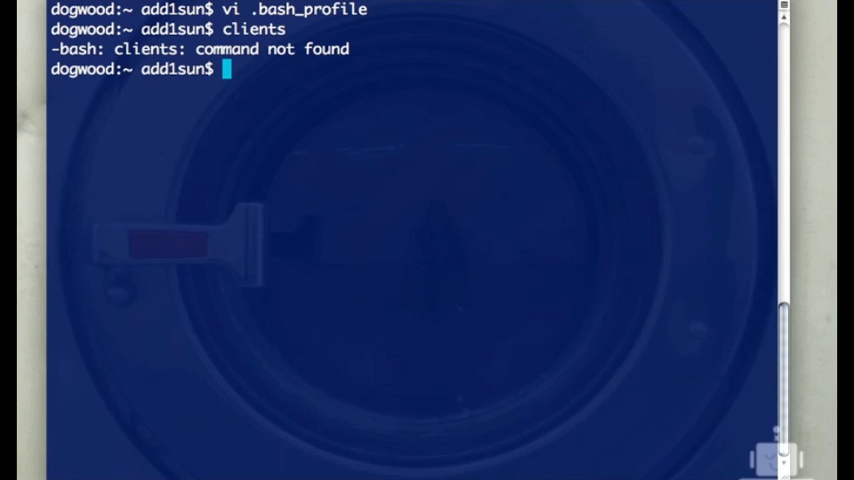 dogwood:~ add1sun$ vi .bash_profile
dogwood:~ add1sun$ clients
-bash: clients: command not found
dogwood:~ add1sun$